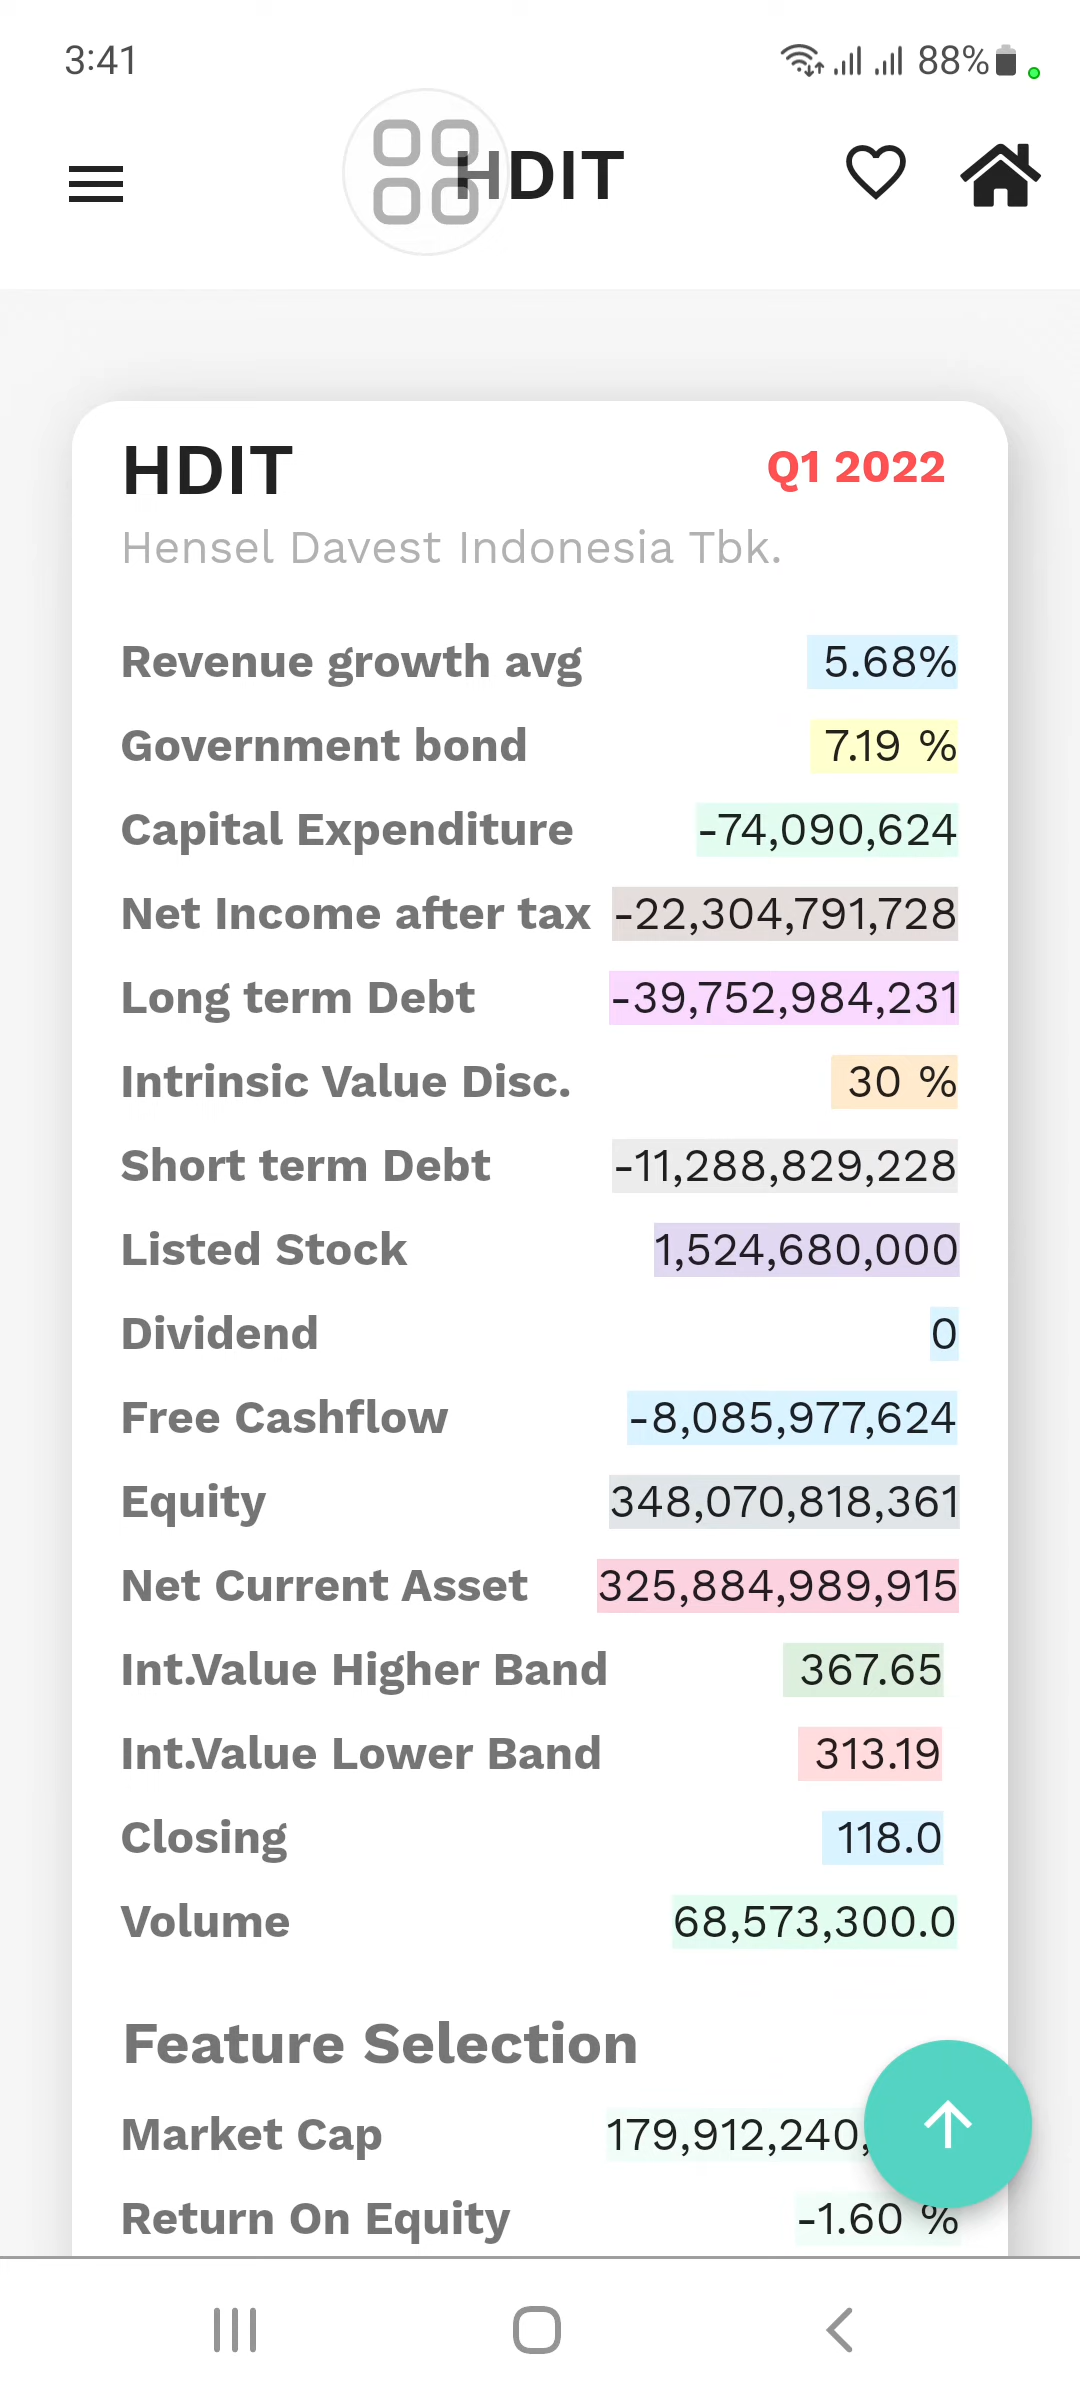 3:41 88%
HDIT
HDIT Q1 2022
Hensel Davest Indonesia Tbk.
Revenue growth avg 5.68%
Government bond 7.19 %
Capital Expenditure -74,090,624
Net Income after tax -22,304,791,728
Long term Debt -39,752,984,231
Intrinsic Value Disc. 30 %
Short term Debt -11,288,829,228
Listed Stock 1,524,680,000
Dividend 0
Free Cashflow -8,085,977,624
Equity 348,070,818,361
Net Current Asset 325,884,989,915
Int.Value Higher Band 367.65
Int.Value Lower Band 313.19
Closing 118.0
Volume 68,573,300.0
Feature Selection
Market Cap 179,912,240,
Return On Equity -1.60 %